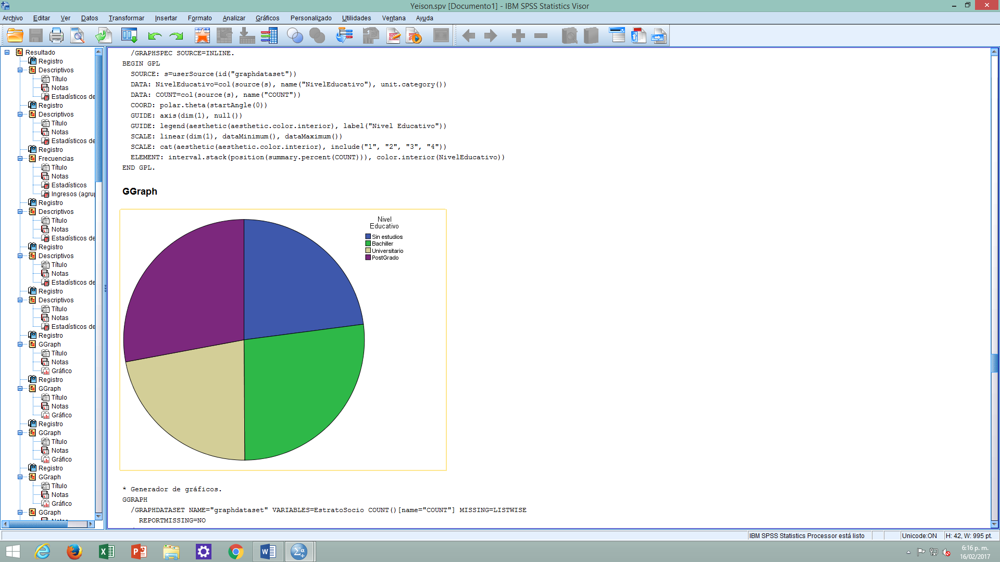 Yeison.spv [Documento1] - IBM SPSS Statistics Visor
Archivo Editar Ver Datos Transformar Insertar Formato Analizar Gráficos Personalizado Utilidades Ventana Ayuda
Resultado
Registro
Descriptivos
Título
Notas
Estadísticos de
Registro
Descriptivos
Título
Notas
Estadísticos de
Registro
Frecuencias
Título
Notas
Estadísticos
Ingresos (agru
Registro
Descriptivos
Título
Notas
Estadísticos de
Registro
Descriptivos
Título
Notas
Estadísticos de
Registro
Descriptivos
Título
Notas
Estadísticos de
Registro
GGraph
Título
Notas
Gráfico
Registro
GGraph
Título
Notas
Gráfico
Registro
GGraph
Título
Notas
Gráfico
Registro
GGraph
Título
Notas
Gráfico
GGraph
/GRAPHSPEC SOURCE=INLINE.
BEGIN GPL
SOURCE: s=userSource(id("graphdataset"))
DATA: NivelEducativo=col(source(s), name("NivelEducativo"), unit.category())
DATA: COUNT=col(source(s), name("COUNT"))
COORD: polar.theta(startAngle(0))
GUIDE: axis(dim(1), null())
GUIDE: legend(aesthetic(aesthetic.color.interior), label("Nivel Educativo"))
SCALE: linear(dim(1), dataMinimum(), dataMaximum())
SCALE: cat(aesthetic(aesthetic.color.interior), include("1", "2", "3", "4"))
ELEMENT: interval.stack(position(summary.percent(COUNT))), color.interior(NivelEducativo))
END GPL.
GGraph
Nivel
Educativo
Sin estudios
Bachiller
Universitario
PostGrado
* Generador de gráficos.
GGRAPH
/GRAPHDATASET NAME="graphdataset" VARIABLES=EstratoSocio COUNT()[name="COUNT"] MISSING=LISTWISE
REPORTMISSING=NO
IBM SPSS Statistics Processor está listo
Unicode:ON
H: 42, W: 995 pt.
6:16 p. m.
16/02/2017